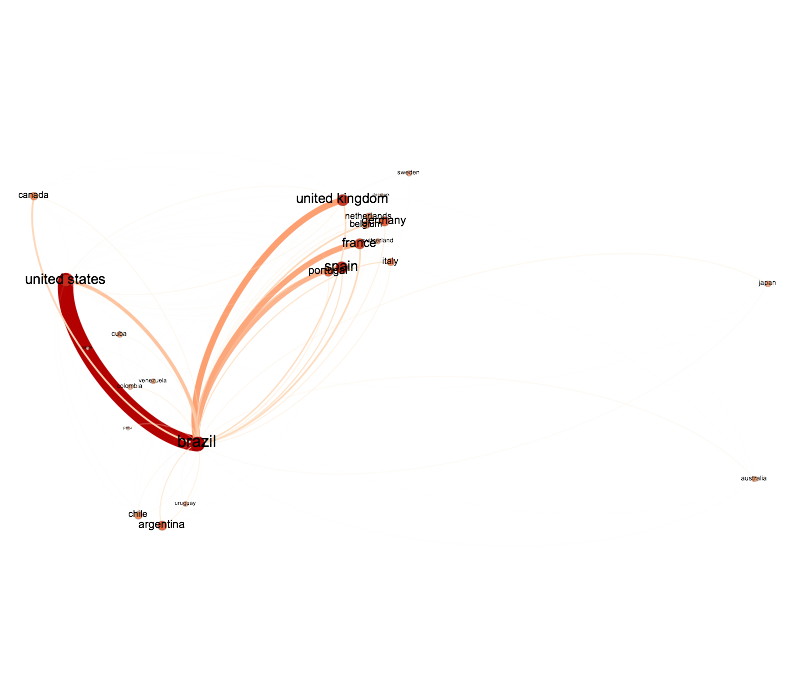 sweden
canada
united kingdom
netherlands
germany
belgium
france
italy
spain
portugal
united states
japan
cuba
venezuela
colombia
brazil
australia
uruguay
chile
argentina